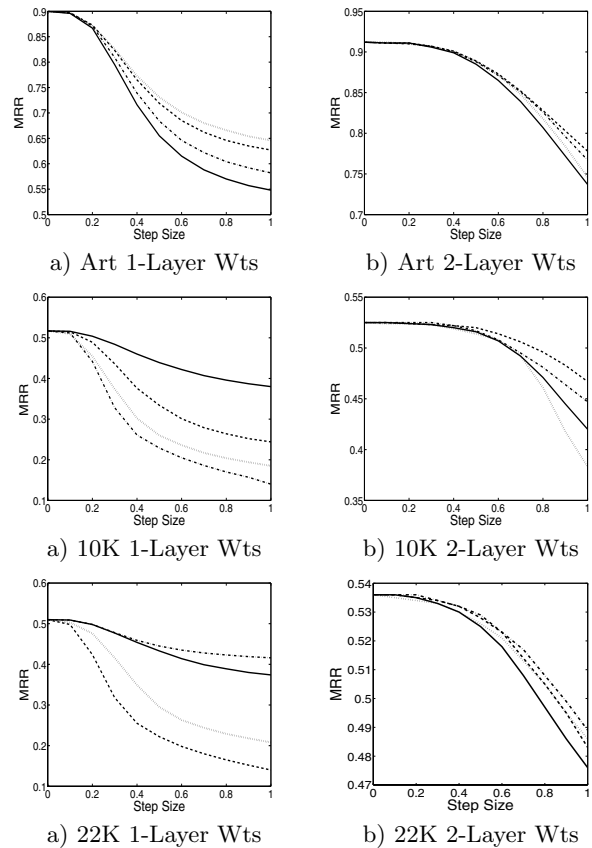 0.9
0.85
0.8
0.75
0.7
0.65
0.6
0.55
0.5
MRR
0 0.2 0.4 0.6 0.8 1
Step Size
a) Art 1-Layer Wts
0.95
0.9
0.85
0.8
0.75
0.7
MRR
0 0.2 0.4 0.6 0.8 1
Step Size
b) Art 2-Layer Wts
0.6
0.5
0.4
0.3
0.2
0.1
MRR
0 0.2 0.4 0.6 0.8 1
Step Size
a) 10K 1-Layer Wts
0.55
0.5
0.45
0.4
0.35
MRR
0 0.2 0.4 0.6 0.8 1
Step Size
b) 10K 2-Layer Wts
0.6
0.5
0.4
0.3
0.2
0.1
MRR
0 0.2 0.4 0.6 0.8 1
Step Size
a) 22K 1-Layer Wts
0.54
0.53
0.52
0.51
0.5
0.49
0.48
0.47
MRR
0 0.2 0.4 0.6 0.8 1
Step Size
b) 22K 2-Layer Wts